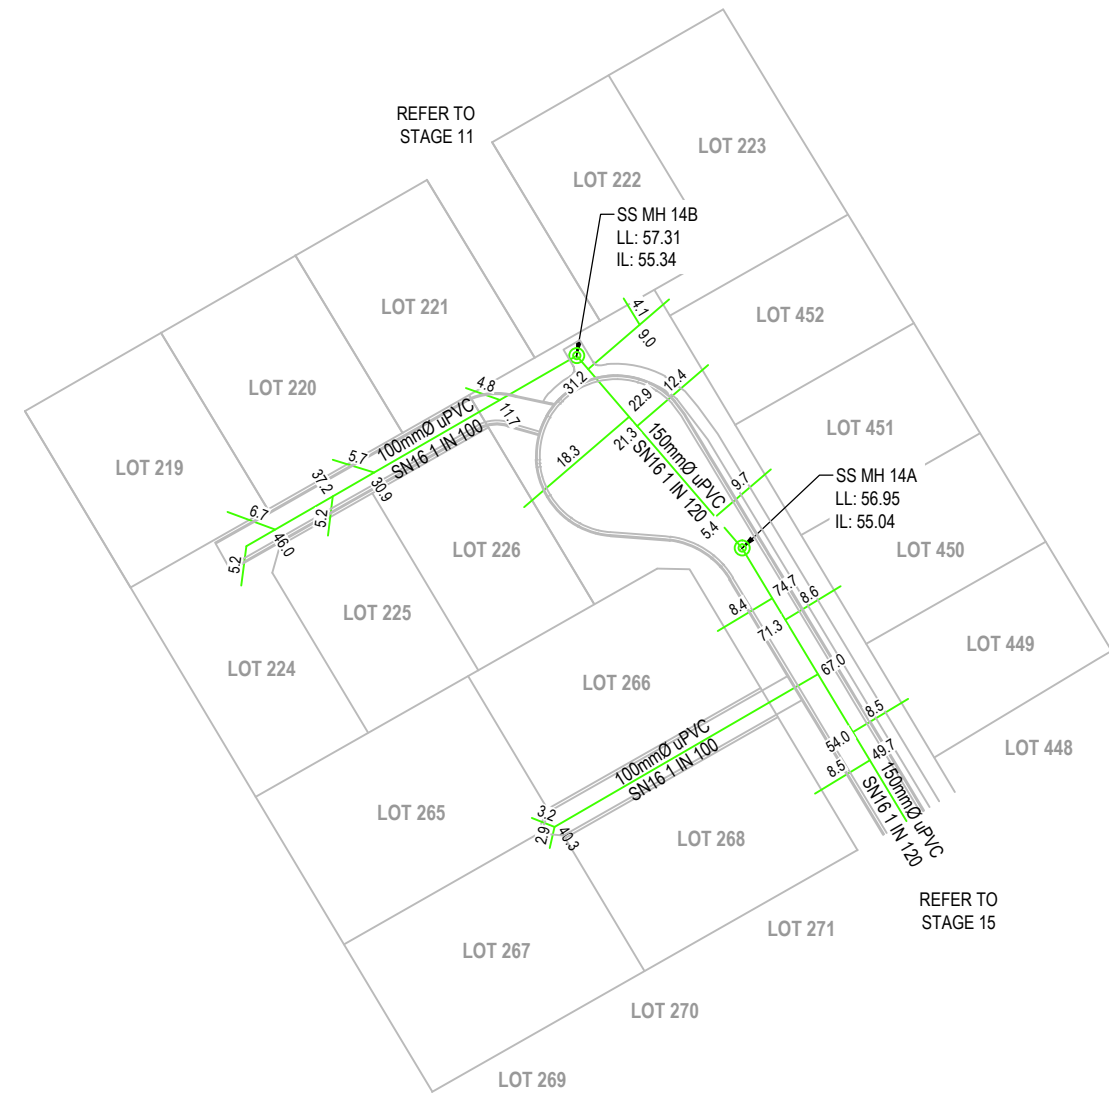 REFER TO
STAGE 11
LOT 223
LOT 222
SS MH 14B
LL: 57.31
IL: 55.34
LOT 221
4.1
9.0
LOT 452
LOT 220
4.8
31.2
12.4
22.9
11.7
100mmØ uPVC
SN16 1 IN 100
LOT 451
21.3
150mmØ uPVC
SN16 1 IN 120
18.3
LOT 219
5.7
37.2
30.9
9.7
SS MH 14A
LL: 56.95
IL: 55.04
6.7
5.2
5.4
46.0
5.2
LOT 226
LOT 450
74.7
8.6
8.4
LOT 225
71.3
LOT 449
LOT 224
LOT 266
67.0
8.5
LOT 448
54.0
49.7
100mmØ uPVC
SN16 1 IN 100
8.5
150mmØ uPVC
SN16 1 IN 120
LOT 265
3.2
2.9
40.3
LOT 268
REFER TO
STAGE 15
LOT 271
LOT 267
LOT 270
LOT 269